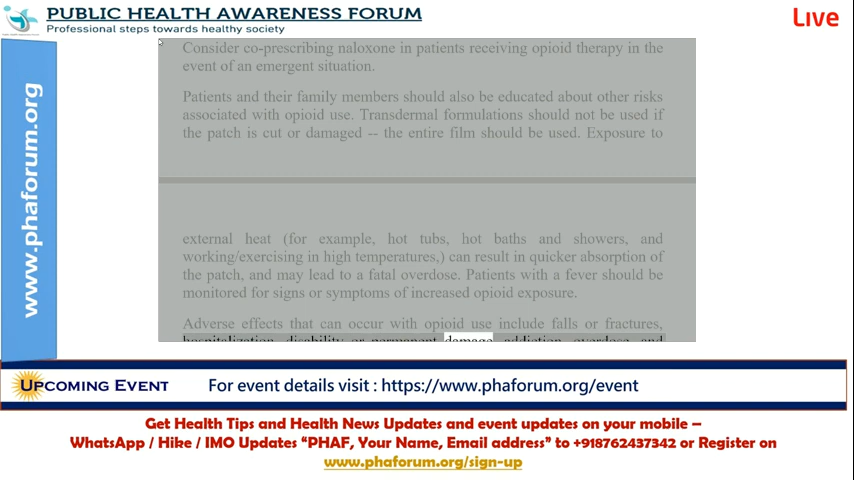 PUBLIC HEALTH AWARENESS FORUM
Professional steps towards healthy society
Live
www.phaforum.org
Consider co-prescribing naloxone in patients receiving opioid therapy in the
event of an emergent situation.
Patients and their family members should also be educated about other risks
associated with opioid use. Transdermal formulations should not be used if
the patch is cut or damaged -- the entire film should be used. Exposure to
external heat (for example, hot tubs, hot baths and showers, and
working/exercising in high temperatures,) can result in quicker absorption of
the patch, and may lead to a fatal overdose. Patients with a fever should be
monitored for signs or symptoms of increased opioid exposure.
Adverse effects that can occur with opioid use include falls or fractures,
hospitalization, disability or permanent damage, addiction, overdose, and
UPCOMING EVENT
For event details visit : https://www.phaforum.org/event
Get Health Tips and Health News Updates and event updates on your mobile –
WhatsApp / Hike / IMO Updates “PHAF, Your Name, Email address” to +918762437342 or Register on
www.phaforum.org/sign-up